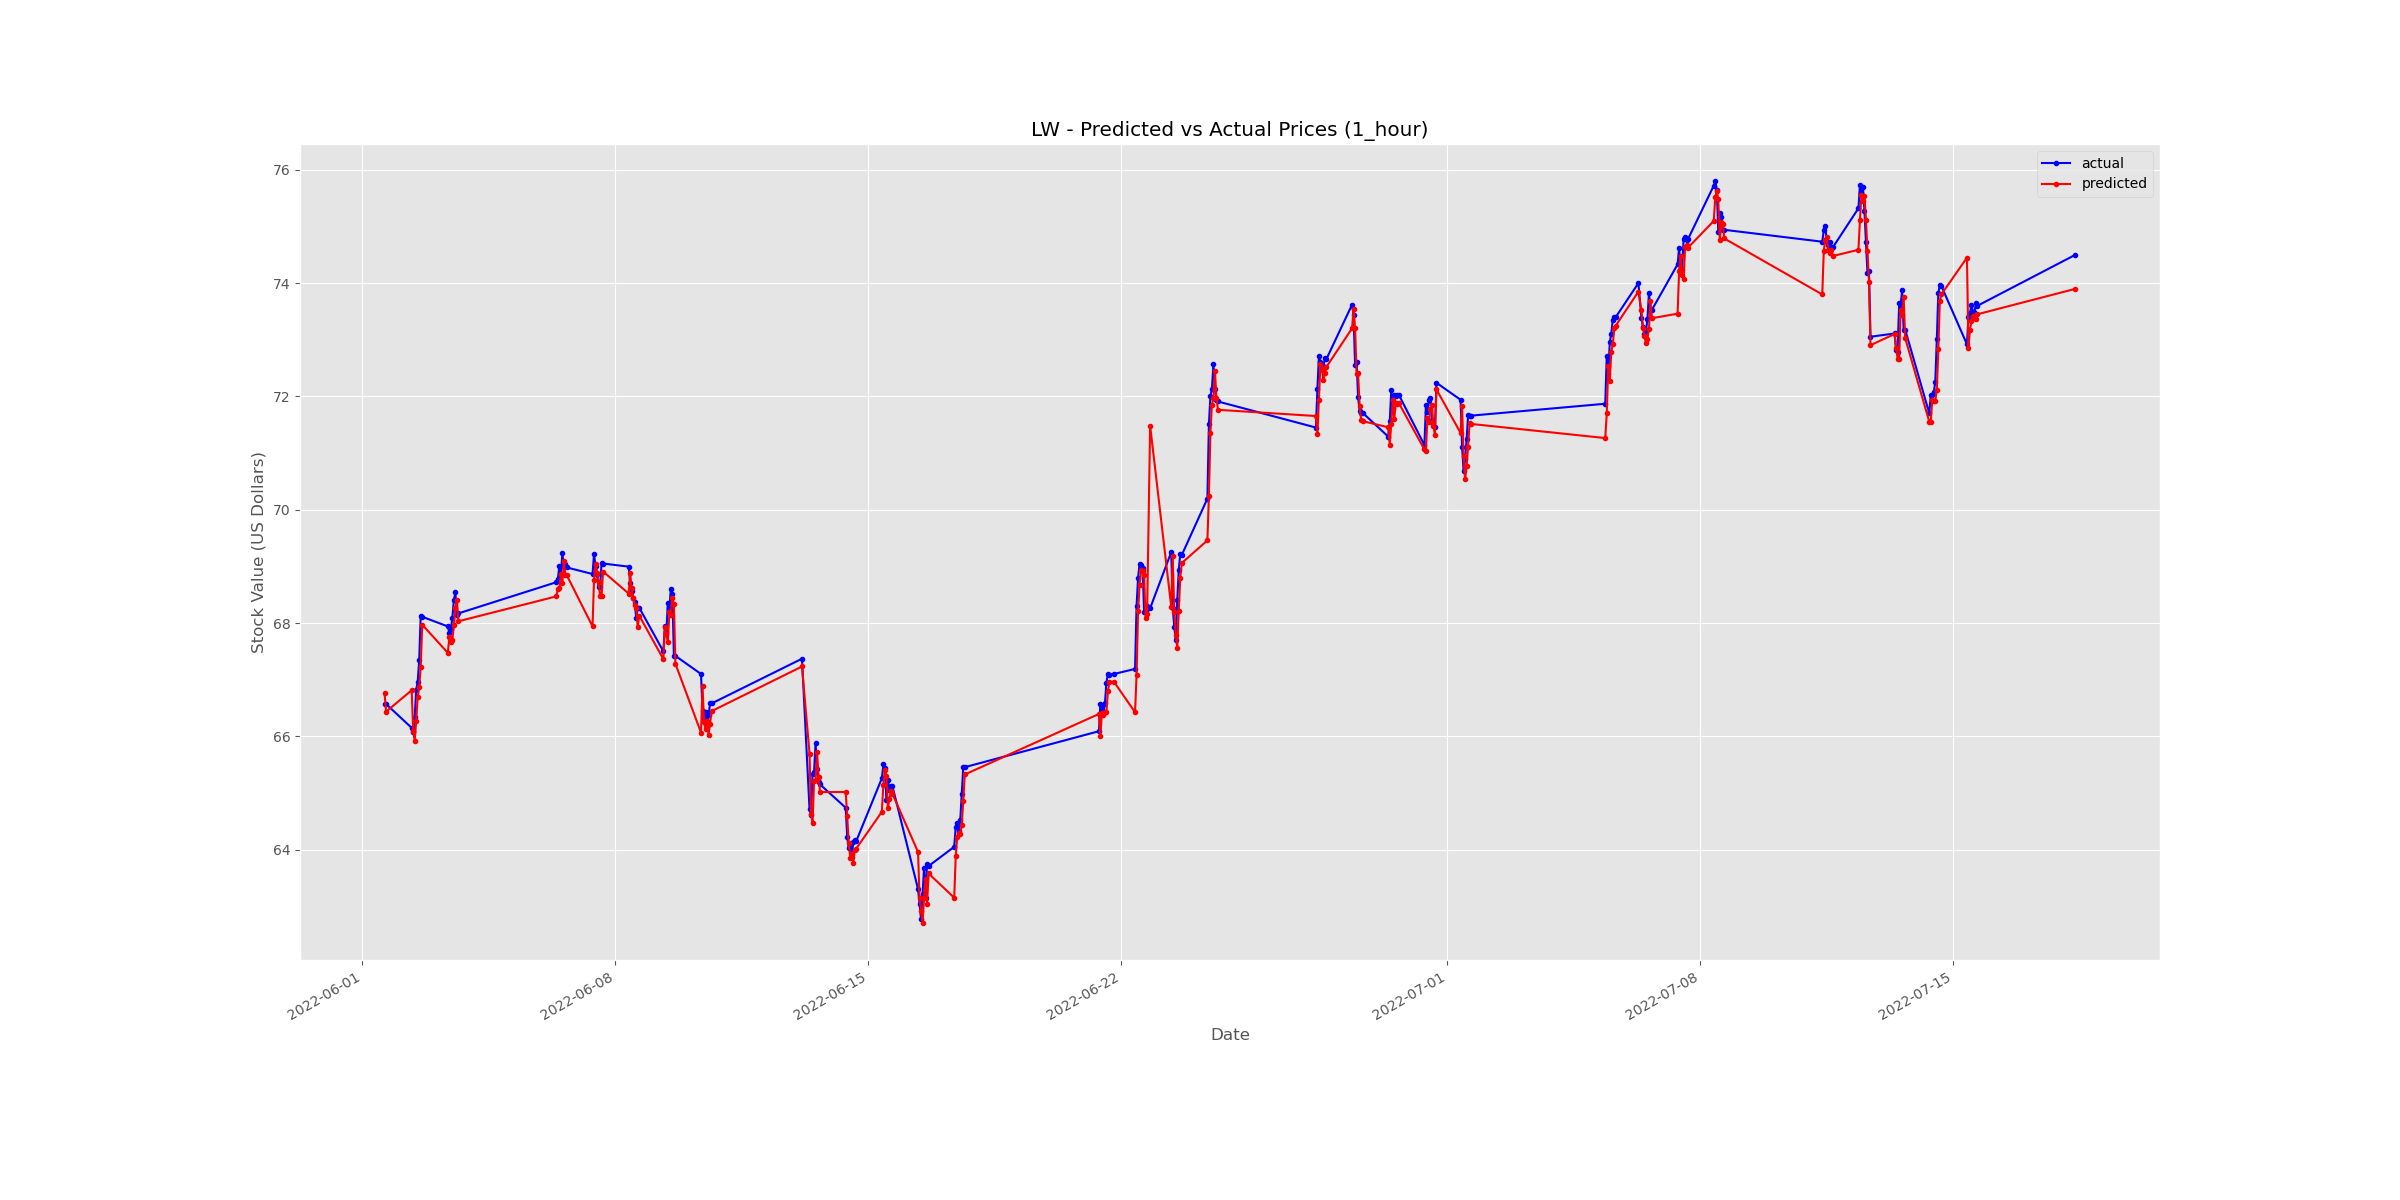 LW - Predicted vs Actual Prices (1_hour)
actual
predicted
76
74
72
70
68
66
64
Stock Value (US Dollars)
2022-06-01
2022-06-08
2022-06-15
2022-06-22
2022-07-01
2022-07-08
2022-07-15
Date